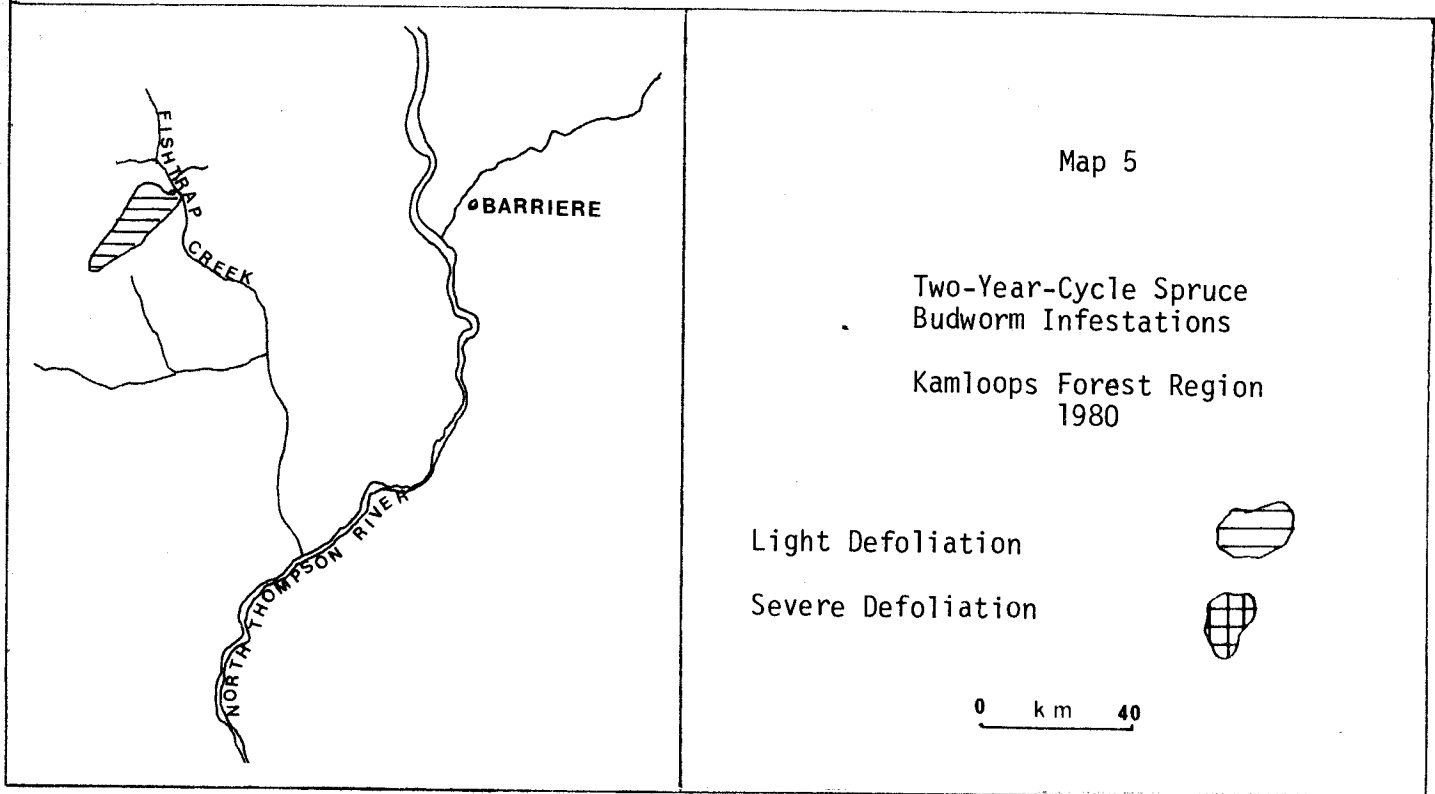 FISHTRAP CREEK
BARRIERE
NORTH THOMPSON RIVER
Map 5
Two-Year-Cycle Spruce
Budworm Infestations
Kamloops Forest Region
1980
Light Defoliation
Severe Defoliation
0 km 40